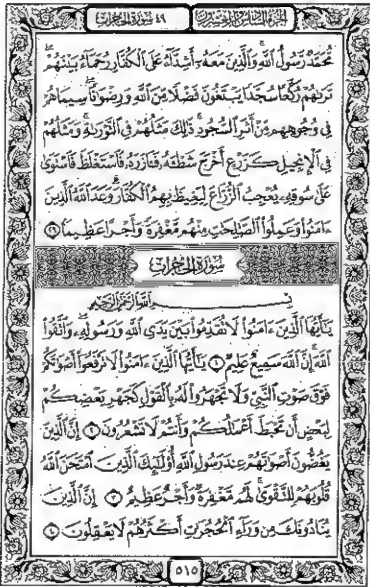 الجزء السادس والعشرون ٤٩ سورة الحجرات
مُّحَمَّدٌ رَّسُولُ ٱللَّهِ وَٱلَّذِينَ مَعَهُۥٓ أَشِدَّآءُ عَلَى ٱلْكُفَّارِ رُحَمَآءُ بَيْنَهُمْ
تَرَىٰهُمْ رُكَّعًا سُجَّدًا يَبْتَغُونَ فَضْلًا مِّنَ ٱللَّهِ وَرِضْوَٰنًا سِيمَاهُمْ
فِى وُجُوهِهِم مِّنْ أَثَرِ ٱلسُّجُودِ ذَٰلِكَ مَثَلُهُمْ فِى ٱلتَّوْرَىٰةِ وَمَثَلُهُمْ
فِى ٱلْإِنجِيلِ كَزَرْعٍ أَخْرَجَ شَطْـَٔهُۥ فَـَٔازَرَهُۥ فَٱسْتَغْلَظَ فَٱسْتَوَىٰ
عَلَىٰ سُوقِهِۦ يُعْجِبُ ٱلزُّرَّاعَ لِيَغِيظَ بِهِمُ ٱلْكُفَّارَ وَعَدَ ٱللَّهُ ٱلَّذِينَ
ءَامَنُوا۟ وَعَمِلُوا۟ ٱلصَّٰلِحَٰتِ مِنْهُم مَّغْفِرَةً وَأَجْرًا عَظِيمًۢا ٢٩
سورة الحجرات
بِسْمِ ٱللَّهِ ٱلرَّحْمَٰنِ ٱلرَّحِيمِ
يَٰٓأَيُّهَا ٱلَّذِينَ ءَامَنُوا۟ لَا تُقَدِّمُوا۟ بَيْنَ يَدَىِ ٱللَّهِ وَرَسُولِهِۦ وَٱتَّقُوا۟
ٱللَّهَ إِنَّ ٱللَّهَ سَمِيعٌ عَلِيمٌ ١ يَٰٓأَيُّهَا ٱلَّذِينَ ءَامَنُوا۟ لَا تَرْفَعُوٓا۟ أَصْوَٰتَكُمْ
فَوْقَ صَوْتِ ٱلنَّبِىِّ وَلَا تَجْهَرُوا۟ لَهُۥ بِٱلْقَوْلِ كَجَهْرِ بَعْضِكُمْ
لِبَعْضٍ أَن تَحْبَطَ أَعْمَٰلُكُمْ وَأَنتُمْ لَا تَشْعُرُونَ ٢ إِنَّ ٱلَّذِينَ
يَغُضُّونَ أَصْوَٰتَهُمْ عِندَ رَسُولِ ٱللَّهِ أُو۟لَٰٓئِكَ ٱلَّذِينَ ٱمْتَحَنَ ٱللَّهُ
قُلُوبَهُمْ لِلتَّقْوَىٰ لَهُم مَّغْفِرَةٌ وَأَجْرٌ عَظِيمٌ ٣ إِنَّ ٱلَّذِينَ
يُنَادُونَكَ مِن وَرَآءِ ٱلْحُجُرَٰتِ أَكْثَرُهُمْ لَا يَعْقِلُونَ ٤
٥١٥